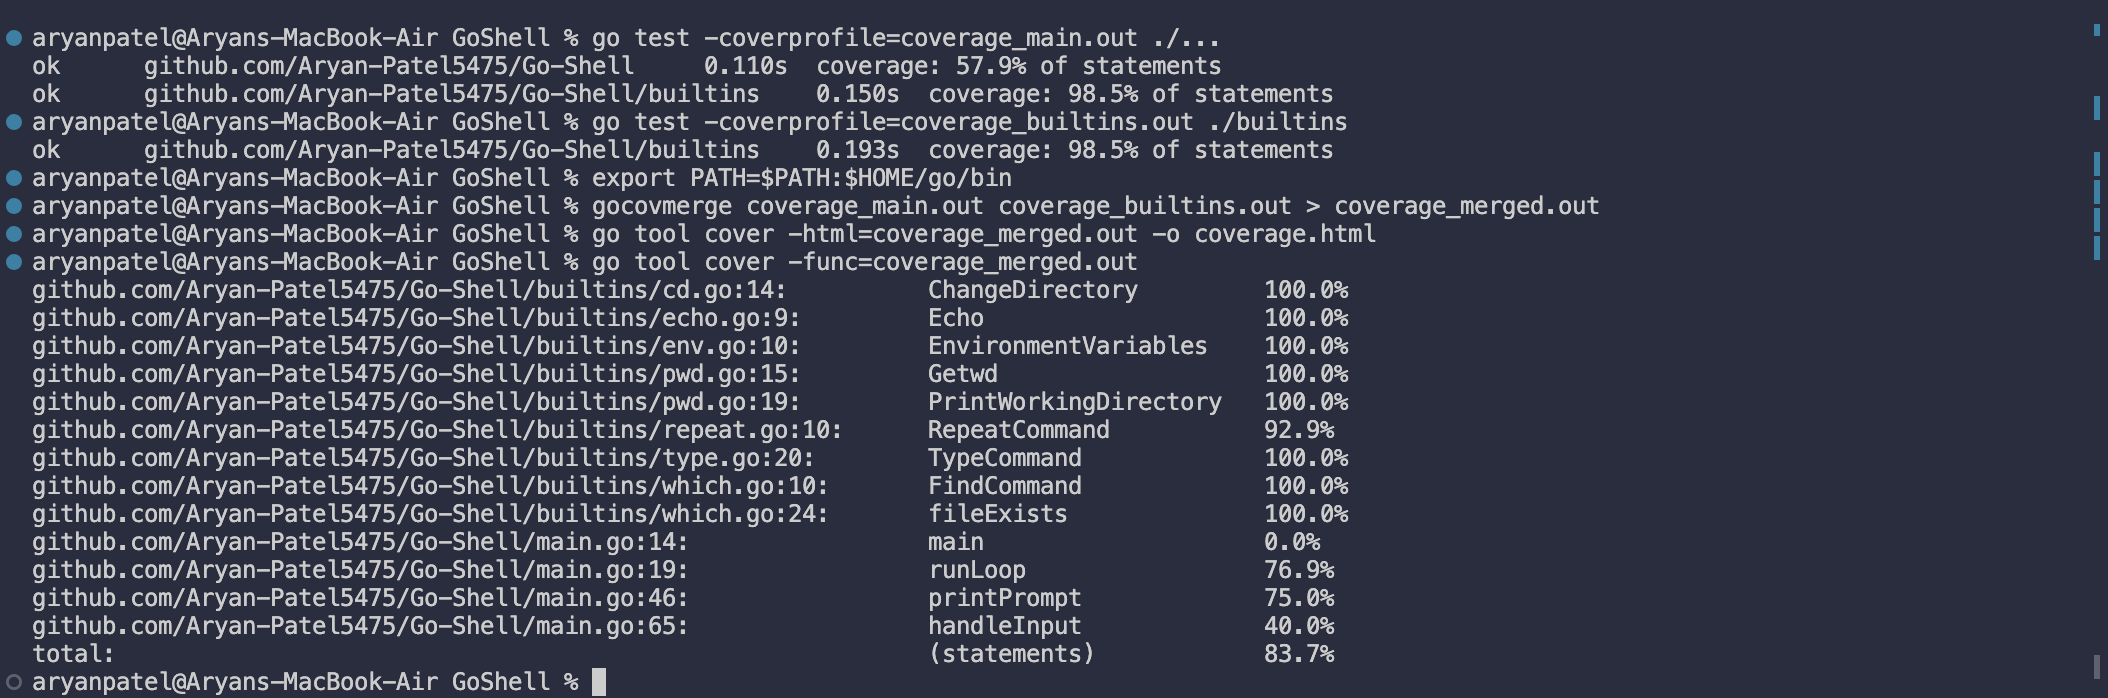 aryanpatel@Aryans-MacBook-Air GoShell % go test -coverprofile=coverage_main.out ./...
ok      github.com/Aryan-Patel5475/Go-Shell     0.110s  coverage: 57.9% of statements
ok      github.com/Aryan-Patel5475/Go-Shell/builtins    0.150s  coverage: 98.5% of statements
aryanpatel@Aryans-MacBook-Air GoShell % go test -coverprofile=coverage_builtins.out ./builtins
ok      github.com/Aryan-Patel5475/Go-Shell/builtins    0.193s  coverage: 98.5% of statements
aryanpatel@Aryans-MacBook-Air GoShell % export PATH=$PATH:$HOME/go/bin
aryanpatel@Aryans-MacBook-Air GoShell % gocovmerge coverage_main.out coverage_builtins.out > coverage_merged.out
aryanpatel@Aryans-MacBook-Air GoShell % go tool cover -html=coverage_merged.out -o coverage.html
aryanpatel@Aryans-MacBook-Air GoShell % go tool cover -func=coverage_merged.out
github.com/Aryan-Patel5475/Go-Shell/builtins/cd.go:14:          ChangeDirectory         100.0%
github.com/Aryan-Patel5475/Go-Shell/builtins/echo.go:9:         Echo                    100.0%
github.com/Aryan-Patel5475/Go-Shell/builtins/env.go:10:         EnvironmentVariables    100.0%
github.com/Aryan-Patel5475/Go-Shell/builtins/pwd.go:15:         Getwd                   100.0%
github.com/Aryan-Patel5475/Go-Shell/builtins/pwd.go:19:         PrintWorkingDirectory   100.0%
github.com/Aryan-Patel5475/Go-Shell/builtins/repeat.go:10:      RepeatCommand           92.9%
github.com/Aryan-Patel5475/Go-Shell/builtins/type.go:20:        TypeCommand             100.0%
github.com/Aryan-Patel5475/Go-Shell/builtins/which.go:10:       FindCommand             100.0%
github.com/Aryan-Patel5475/Go-Shell/builtins/which.go:24:       fileExists              100.0%
github.com/Aryan-Patel5475/Go-Shell/main.go:14:                 main                    0.0%
github.com/Aryan-Patel5475/Go-Shell/main.go:19:                 runLoop                 76.9%
github.com/Aryan-Patel5475/Go-Shell/main.go:46:                 printPrompt             75.0%
github.com/Aryan-Patel5475/Go-Shell/main.go:65:                 handleInput             40.0%
total:                                                          (statements)            83.7%
aryanpatel@Aryans-MacBook-Air GoShell %